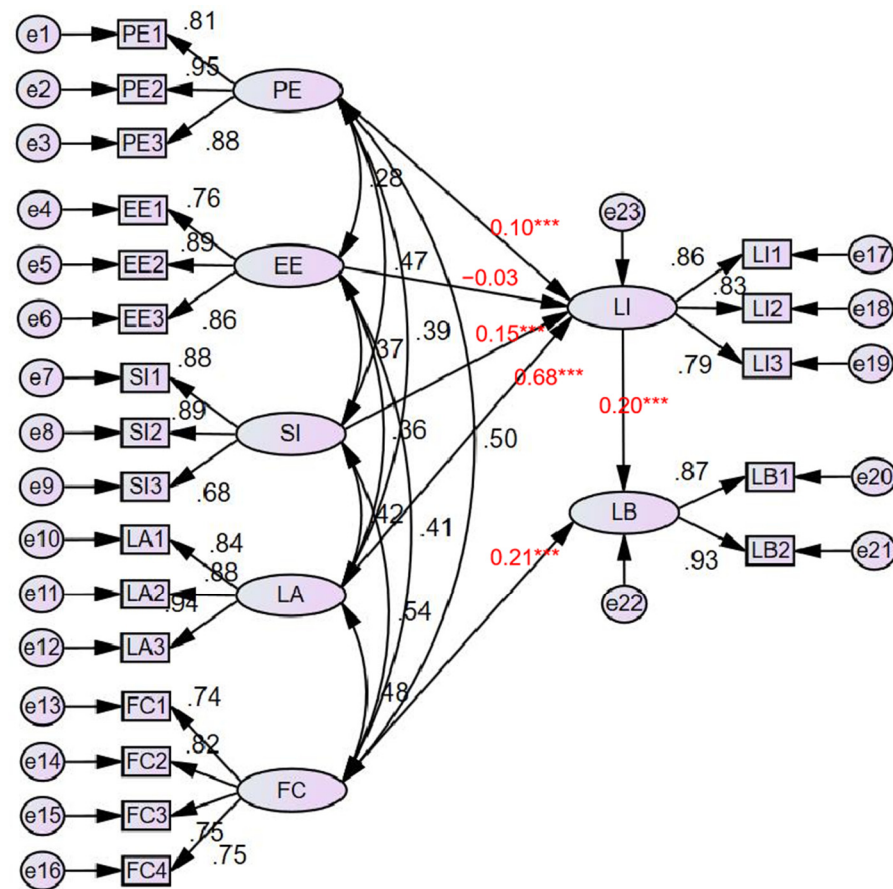 e1 PE1 .81
e2 PE2 .95 PE
e3 PE3 .88
.28
e4 EE1 .76
e5 EE2 .89 EE
e6 EE3 .86
.47
.39
e7 SI1 .88
.37
e8 SI2 .89 SI
e9 SI3 .68
.36
.50
e10 LA1 .84
.42
.41
e11 LA2 .88 LA
e12 LA3 .94
.54
.48
e13 FC1 .74
e14 FC2 .82 FC
e15 FC3 .75
e16 FC4 .75
0.10***
−0.03
0.15***
0.68***
0.20***
0.21***
e23
LI .86 LI1 e17
.83 LI2 e18
.79 LI3 e19
LB .87 LB1 e20
.93 LB2 e21
e22